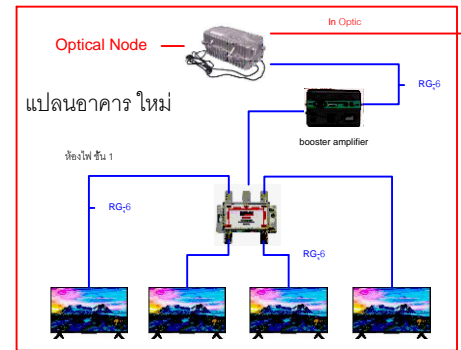 In Optic
Optical Node
RG-6
แปลนอาคาร ใหม่
booster amplifier
ห้องไฟ ชั้น 1
RG-6
RG-6